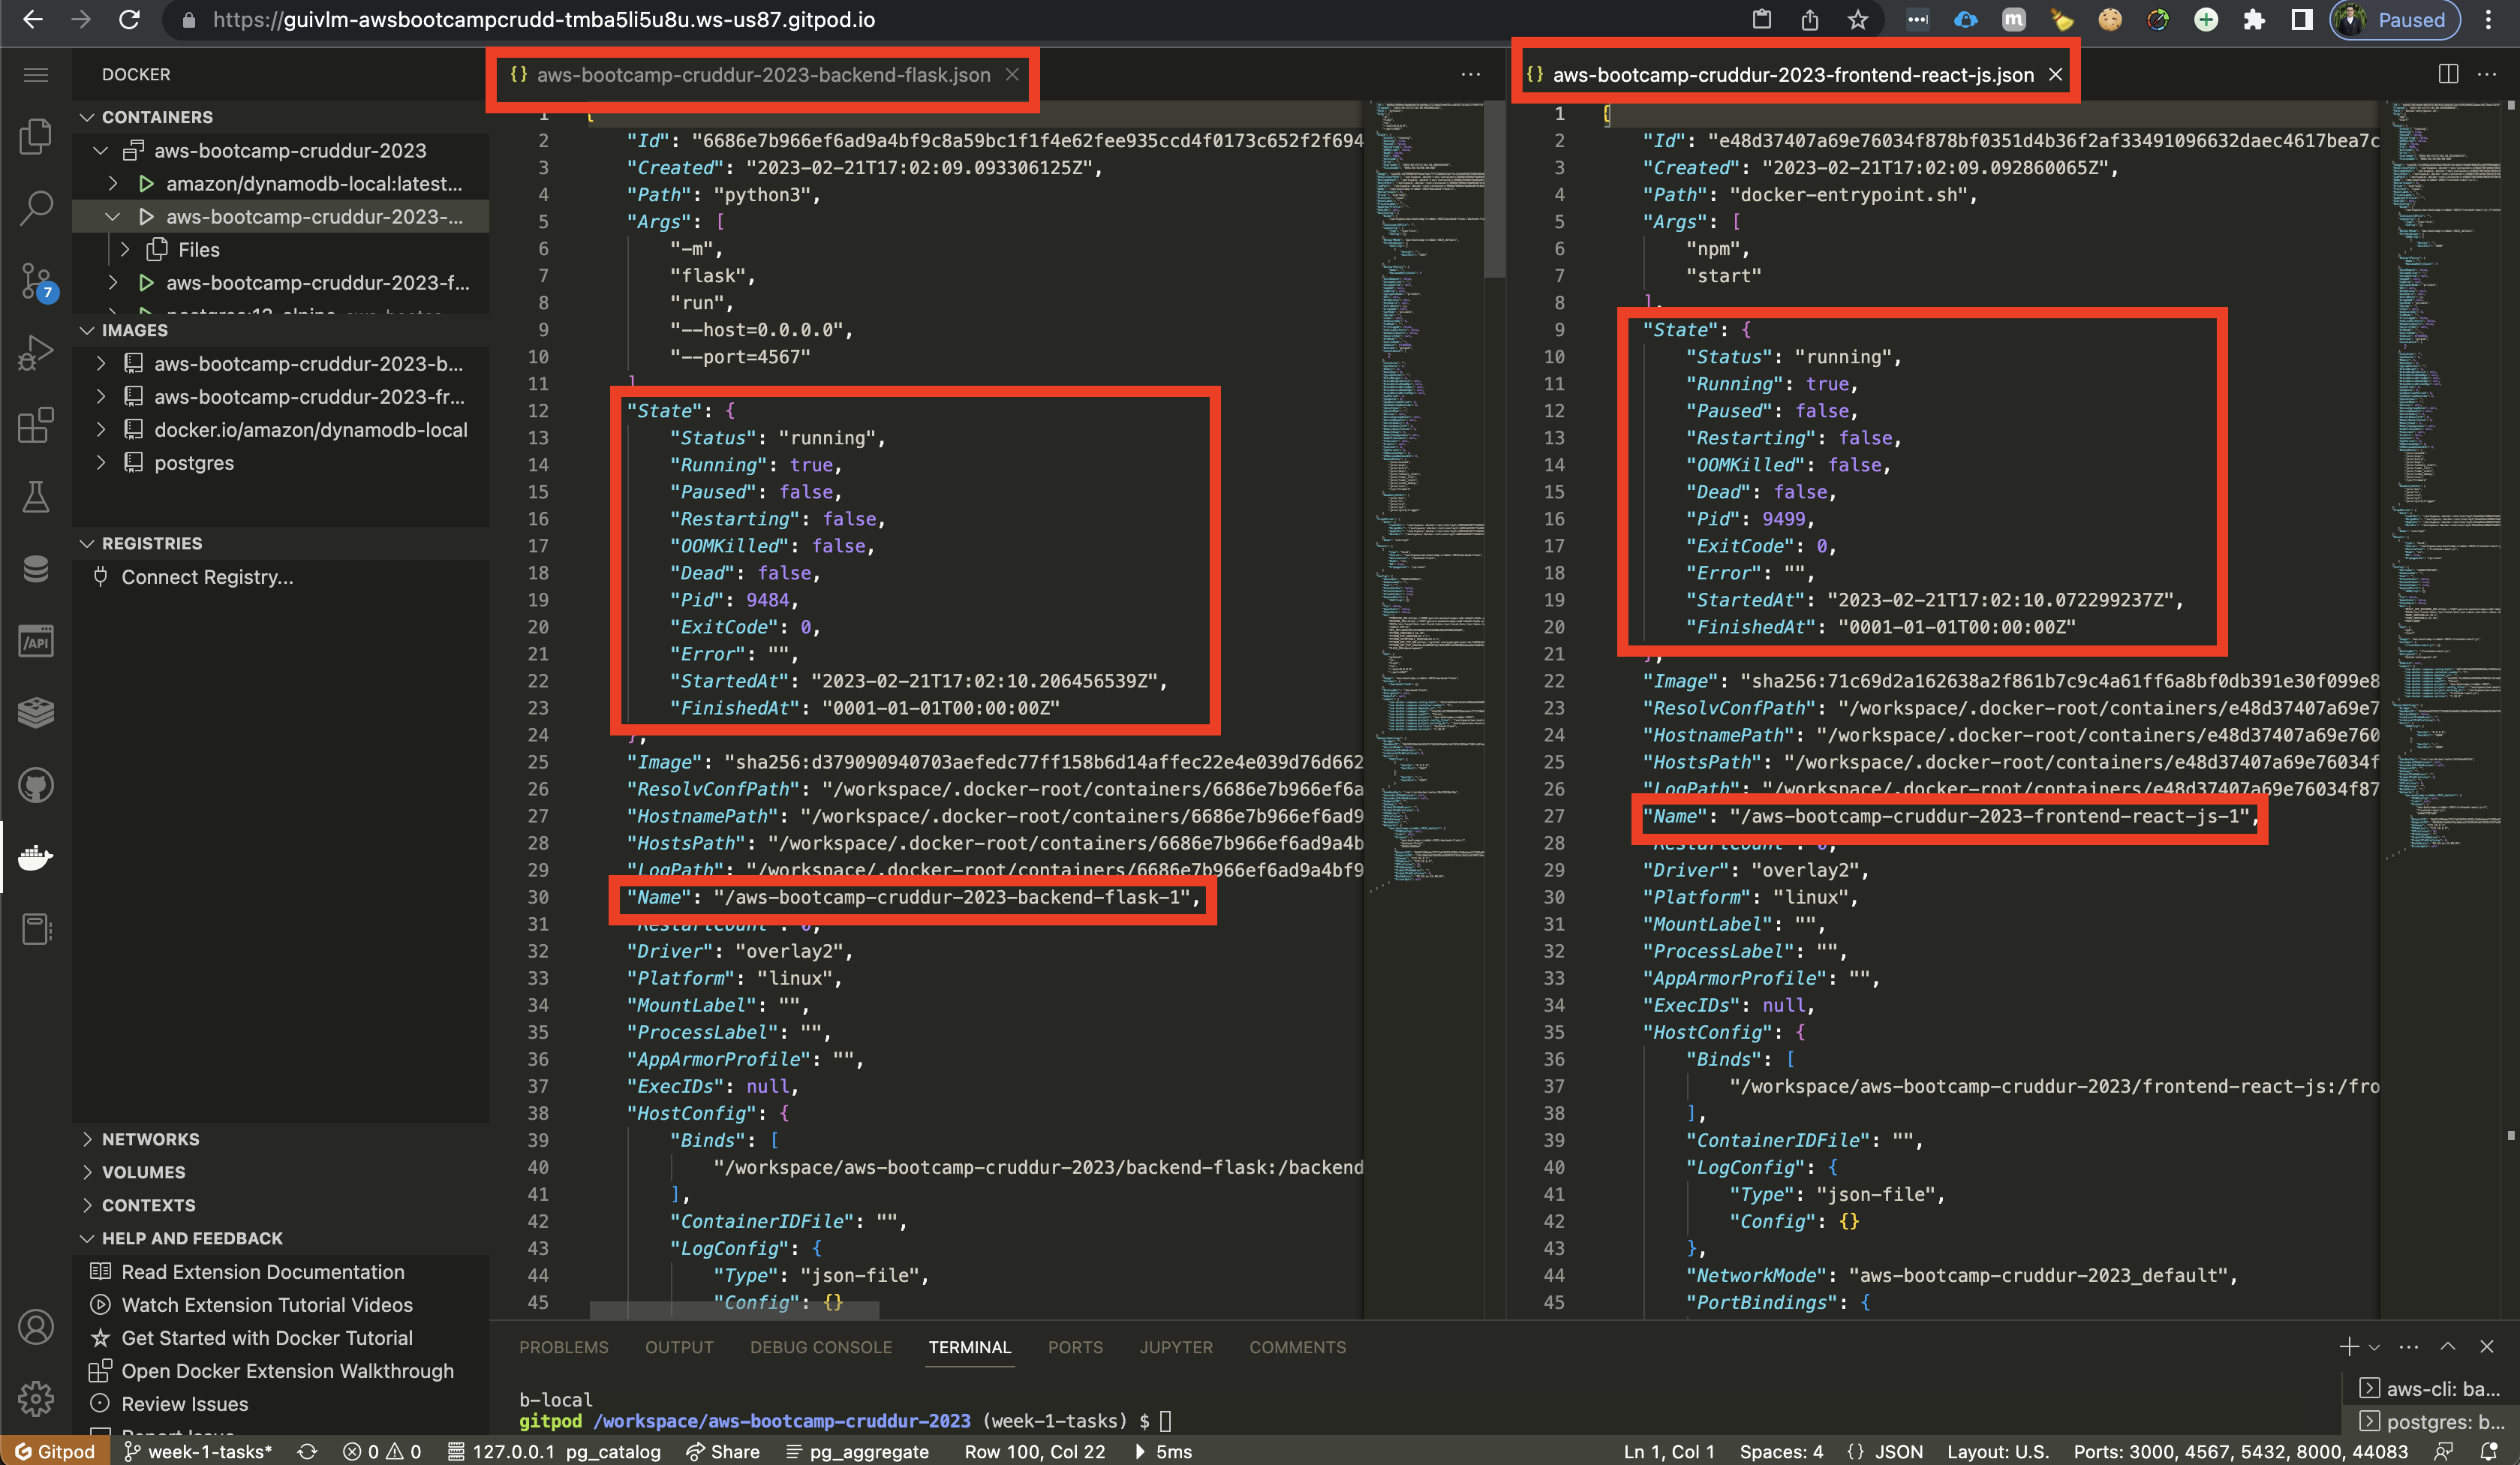 https://guivlm-awsbootcampcrudd-tmba5li5u8u.ws-us87.gitpod.io
Paused
DOCKER
CONTAINERS
aws-bootcamp-cruddur-2023
amazon/dynamodb-local:latest...
aws-bootcamp-cruddur-2023-...
Files
aws-bootcamp-cruddur-2023-f...
IMAGES
aws-bootcamp-cruddur-2023-b...
aws-bootcamp-cruddur-2023-fr...
docker.io/amazon/dynamodb-local
postgres
REGISTRIES
Connect Registry...
NETWORKS
VOLUMES
CONTEXTS
HELP AND FEEDBACK
Read Extension Documentation
Watch Extension Tutorial Videos
Get Started with Docker Tutorial
Open Docker Extension Walkthrough
Review Issues
7
/API
{} aws-bootcamp-cruddur-2023-backend-flask.json
1 {
2 "Id": "6686e7b966ef6ad9a4bf9c8a59bc1f1f4e62fee935ccd4f0173c652f2f694
3 "Created": "2023-02-21T17:02:09.093306125Z",
4 "Path": "python3",
5 "Args": [
6 "-m",
7 "flask",
8 "run",
9 "--host=0.0.0.0",
10 "--port=4567"
11 ]
12 "State": {
13 "Status": "running",
14 "Running": true,
15 "Paused": false,
16 "Restarting": false,
17 "OOMKilled": false,
18 "Dead": false,
19 "Pid": 9484,
20 "ExitCode": 0,
21 "Error": "",
22 "StartedAt": "2023-02-21T17:02:10.206456539Z",
23 "FinishedAt": "0001-01-01T00:00:00Z"
24 },
25 "Image": "sha256:d379090940703aefedc77ff158b6d14affec22e4e039d76d662
26 "ResolvConfPath": "/workspace/.docker-root/containers/6686e7b966ef6a
27 "HostnamePath": "/workspace/.docker-root/containers/6686e7b966ef6ad9
28 "HostsPath": "/workspace/.docker-root/containers/6686e7b966ef6ad9a4b
29 "LogPath": "/workspace/.docker-root/containers/6686e7b966ef6ad9a4bf9
30 "Name": "/aws-bootcamp-cruddur-2023-backend-flask-1",
31 "RestartCount": 0,
32 "Driver": "overlay2",
33 "Platform": "linux",
34 "MountLabel": "",
35 "ProcessLabel": "",
36 "AppArmorProfile": "",
37 "ExecIDs": null,
38 "HostConfig": {
39 "Binds": [
40 "/workspace/aws-bootcamp-cruddur-2023/backend-flask:/backend
41 ],
42 "ContainerIDFile": "",
43 "LogConfig": {
44 "Type": "json-file",
45 "Config": {}
{} aws-bootcamp-cruddur-2023-frontend-react-js.json
1 {
2 "Id": "e48d37407a69e76034f878bf0351d4b36f2af33491096632daec4617bea7c
3 "Created": "2023-02-21T17:02:09.092860065Z",
4 "Path": "docker-entrypoint.sh",
5 "Args": [
6 "npm",
7 "start"
8 ],
9 "State": {
10 "Status": "running",
11 "Running": true,
12 "Paused": false,
13 "Restarting": false,
14 "OOMKilled": false,
15 "Dead": false,
16 "Pid": 9499,
17 "ExitCode": 0,
18 "Error": "",
19 "StartedAt": "2023-02-21T17:02:10.072299237Z",
20 "FinishedAt": "0001-01-01T00:00:00Z"
21 },
22 "Image": "sha256:71c69d2a162638a2f861b7c9c4a61ff6a8bf0db391e30f099e8
23 "ResolvConfPath": "/workspace/.docker-root/containers/e48d37407a69e7
24 "HostnamePath": "/workspace/.docker-root/containers/e48d37407a69e760
25 "HostsPath": "/workspace/.docker-root/containers/e48d37407a69e76034f
26 "LogPath": "/workspace/.docker-root/containers/e48d37407a69e76034f87
27 "Name": "/aws-bootcamp-cruddur-2023-frontend-react-js-1",
28 "RestartCount": 0,
29 "Driver": "overlay2",
30 "Platform": "linux",
31 "MountLabel": "",
32 "ProcessLabel": "",
33 "AppArmorProfile": "",
34 "ExecIDs": null,
35 "HostConfig": {
36 "Binds": [
37 "/workspace/aws-bootcamp-cruddur-2023/frontend-react-js:/fro
38 ],
39 "ContainerIDFile": "",
40 "LogConfig": {
41 "Type": "json-file",
42 "Config": {}
43 },
44 "NetworkMode": "aws-bootcamp-cruddur-2023_default",
45 "PortBindings": {
PROBLEMS OUTPUT DEBUG CONSOLE TERMINAL PORTS JUPYTER COMMENTS
b-local
gitpod /workspace/aws-bootcamp-cruddur-2023 (week-1-tasks) $
aws-cli: ba...
postgres: b...
Gitpod week-1-tasks* 0 0 127.0.0.1 pg_catalog Share pg_aggregate Row 100, Col 22 5ms Ln 1, Col 1 Spaces: 4 {} JSON Layout: U.S. Ports: 3000, 4567, 5432, 8000, 44083